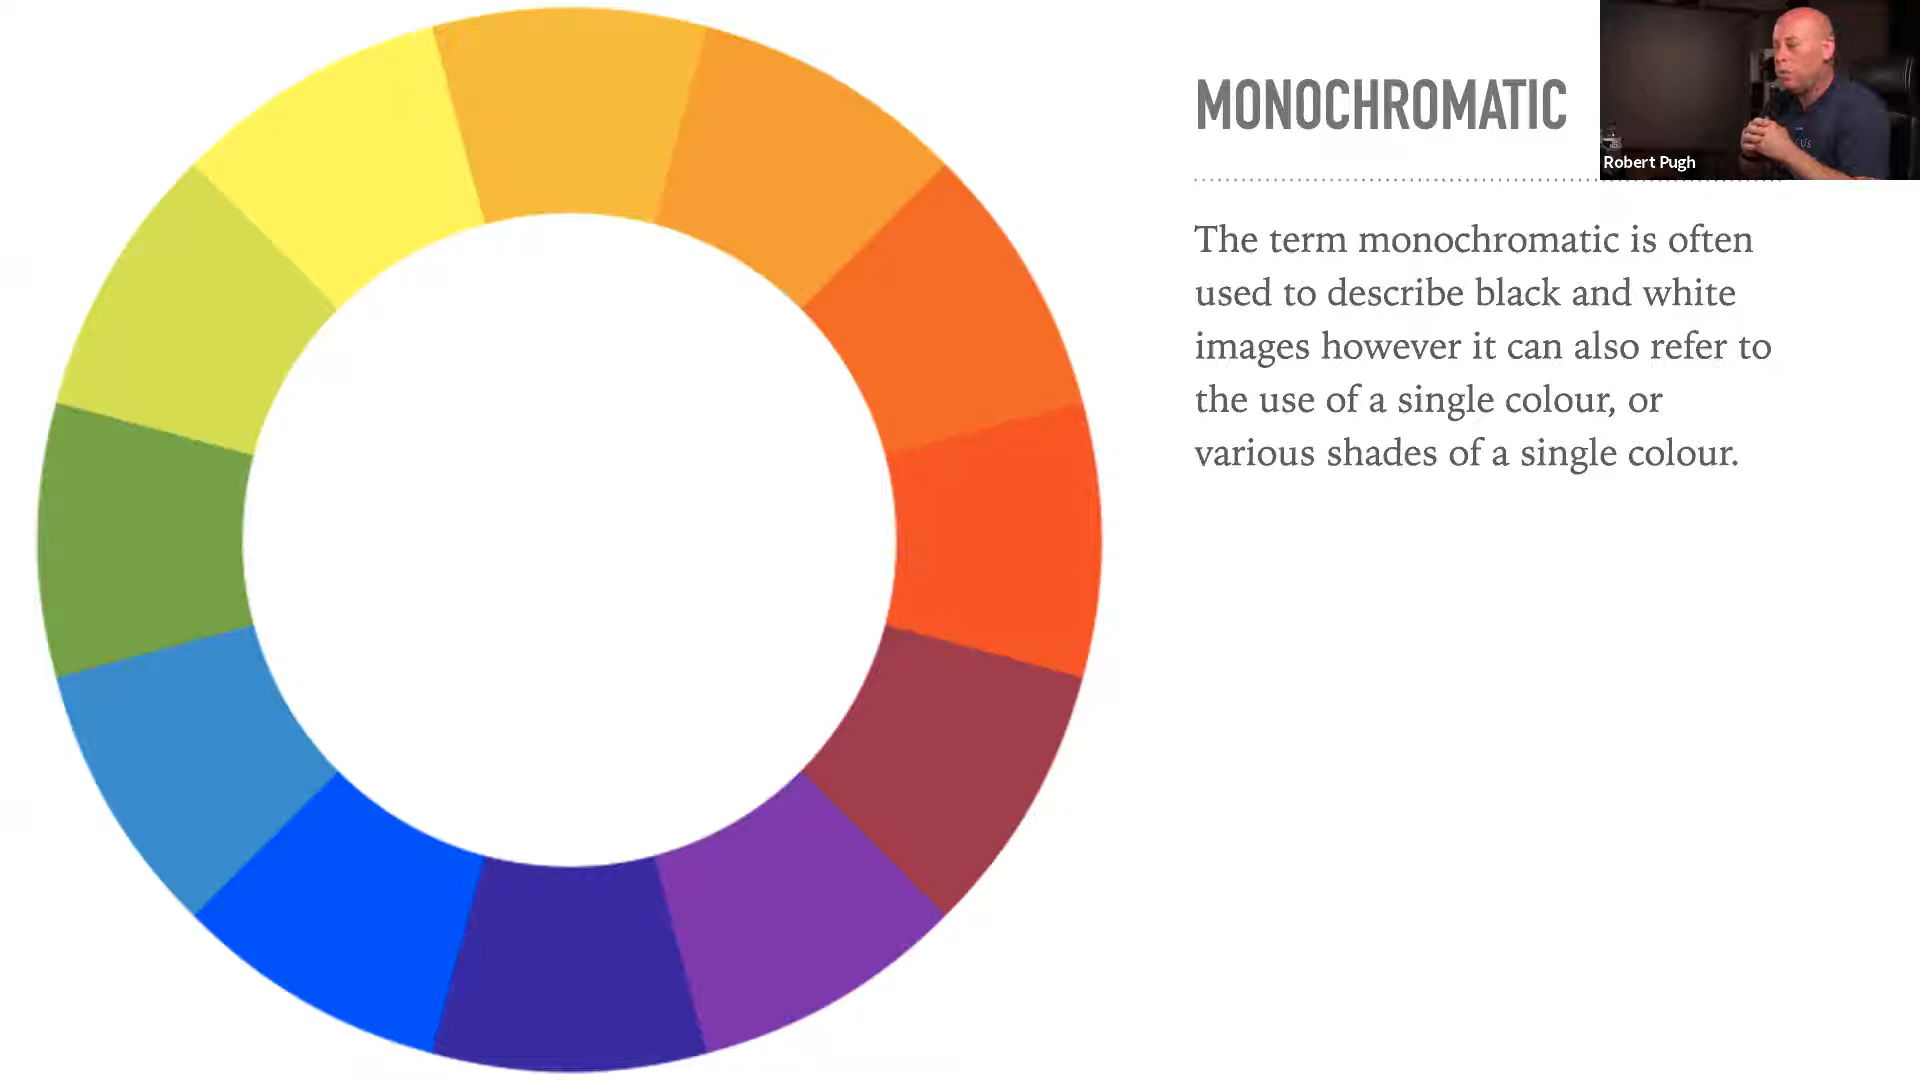 MONOCHROMATIC
Robert Pugh
The term monochromatic is often
used to describe black and white
images however it can also refer to
the use of a single colour, or
various shades of a single colour.